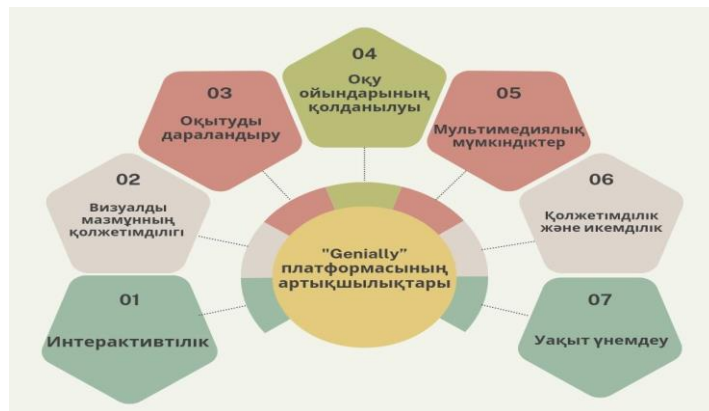 04
Оқу
ойындарының
қолданылуы
03
Оқытуды
дараландыру
05
Мультимедиялық
мүмкіндіктер
02
Визуалды
мазмұнның
қолжетімділігі
06
Қолжетімділік
және икемділік
"Genially”
платформасының
артықшылықтары
01
Интерактивтілік
07
Уақыт үнемдеу